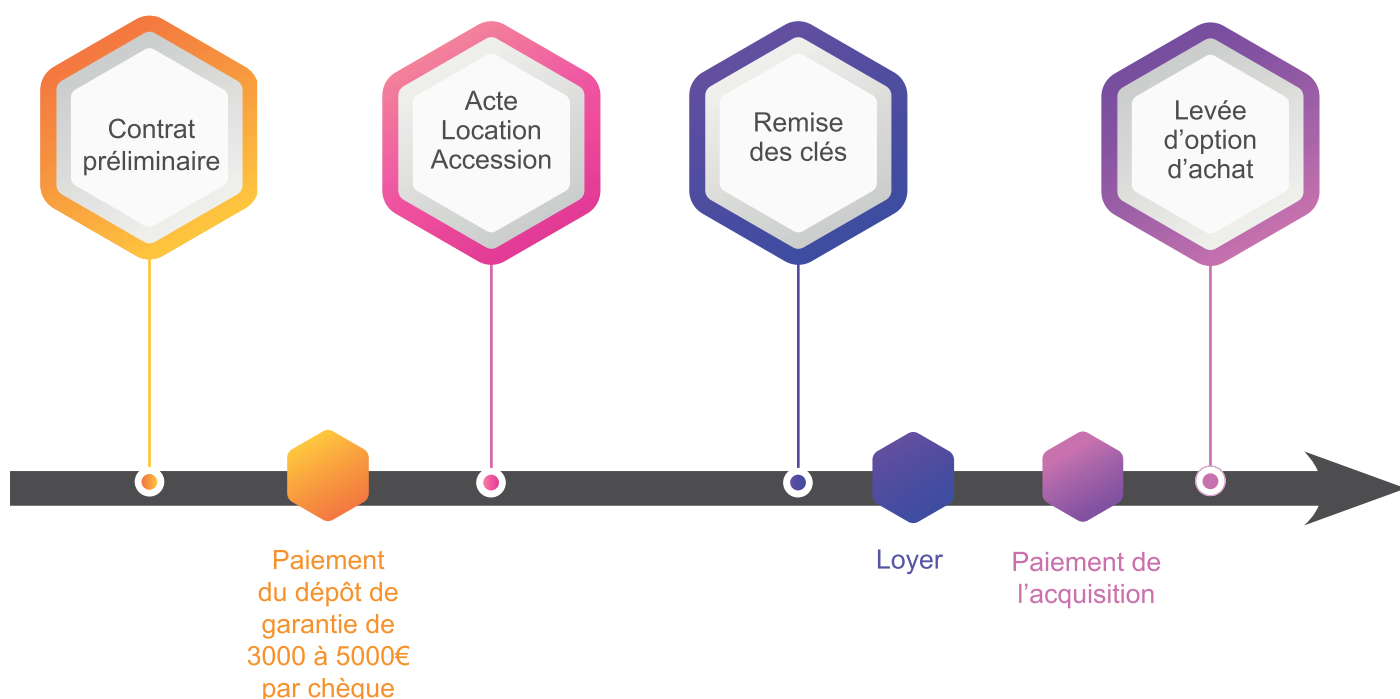 Contrat
préliminaire
Acte
Location
Accession
Remise
des clés
Levée
d’option
d’achat
Paiement
du dépôt de
garantie de
3000 à 5000€
par chèque
Loyer
Paiement de
l’acquisition